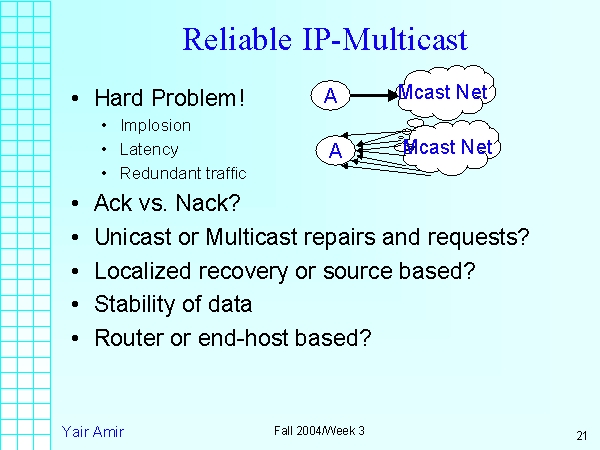 Reliable IP-Multicast
• Hard Problem!
• Implosion
• Latency
• Redundant traffic
A
Mcast Net
A
Mcast Net
• Ack vs. Nack?
• Unicast or Multicast repairs and requests?
• Localized recovery or source based?
• Stability of data
• Router or end-host based?
Yair Amir
Fall 2004/Week 3
21